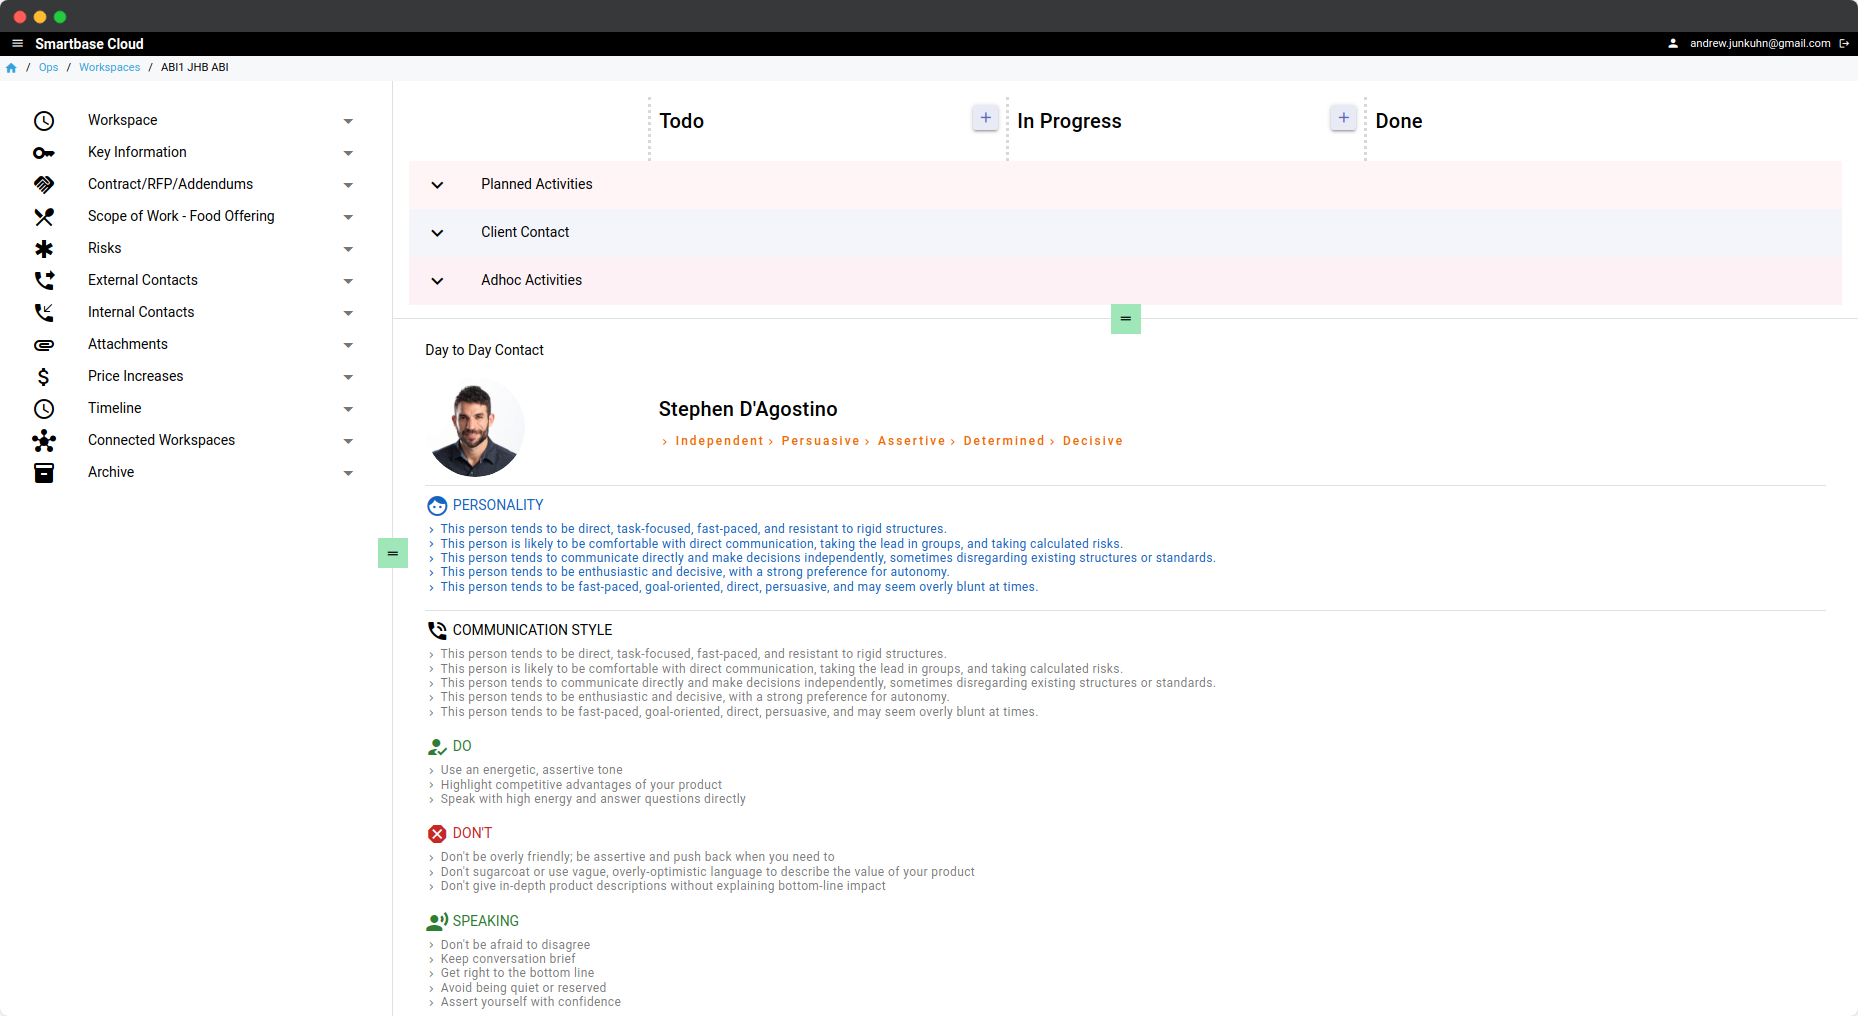 Smartbase Cloud
andrew.junkuhn@gmail.com
/ Ops / Workspaces / ABI1 JHB ABI
Workspace
Key Information
Contract/RFP/Addendums
Scope of Work - Food Offering
Risks
External Contacts
Internal Contacts
Attachments
Price Increases
Timeline
Connected Workspaces
Archive
Todo
In Progress
Done
Planned Activities
Client Contact
Adhoc Activities
Day to Day Contact
Stephen D'Agostino
› Independent › Persuasive › Assertive › Determined › Decisive
PERSONALITY
› This person tends to be direct, task-focused, fast-paced, and resistant to rigid structures.
› This person is likely to be comfortable with direct communication, taking the lead in groups, and taking calculated risks.
› This person tends to communicate directly and make decisions independently, sometimes disregarding existing structures or standards.
› This person tends to be enthusiastic and decisive, with a strong preference for autonomy.
› This person tends to be fast-paced, goal-oriented, direct, persuasive, and may seem overly blunt at times.
COMMUNICATION STYLE
› This person tends to be direct, task-focused, fast-paced, and resistant to rigid structures.
› This person is likely to be comfortable with direct communication, taking the lead in groups, and taking calculated risks.
› This person tends to communicate directly and make decisions independently, sometimes disregarding existing structures or standards.
› This person tends to be enthusiastic and decisive, with a strong preference for autonomy.
› This person tends to be fast-paced, goal-oriented, direct, persuasive, and may seem overly blunt at times.
DO
› Use an energetic, assertive tone
› Highlight competitive advantages of your product
› Speak with high energy and answer questions directly
DON'T
› Don't be overly friendly; be assertive and push back when you need to
› Don't sugarcoat or use vague, overly-optimistic language to describe the value of your product
› Don't give in-depth product descriptions without explaining bottom-line impact
SPEAKING
› Don't be afraid to disagree
› Keep conversation brief
› Get right to the bottom line
› Avoid being quiet or reserved
› Assert yourself with confidence